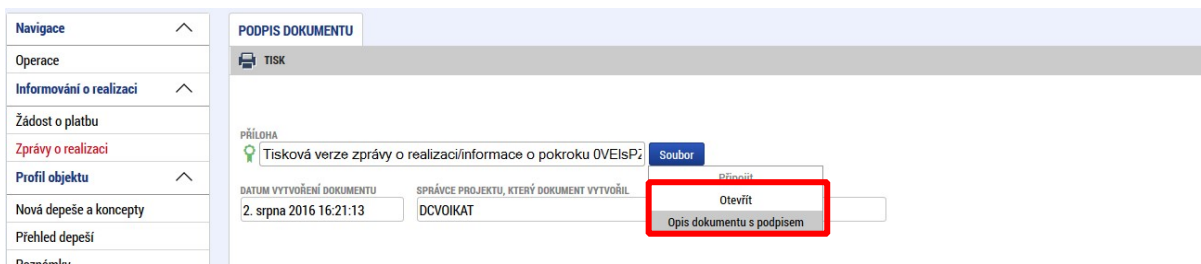 Navigace
Operace
Informování o realizaci
Žádost o platbu
Zprávy o realizaci
Profil objektu
Nová depeše a koncepty
Přehled depeší
Poznámky
PODPIS DOKUMENTU
TISK
PŘÍLOHA
Tisková verze zprávy o realizaci/informace o pokroku 0VEIsPZ
Soubor
Připojit
Otevřít
Opis dokumentu s podpisem
DATUM VYTVOŘENÍ DOKUMENTU
SPRÁVCE PROJEKTU, KTERÝ DOKUMENT VYTVOŘIL
2. srpna 2016 16:21:13
DCVOIKAT